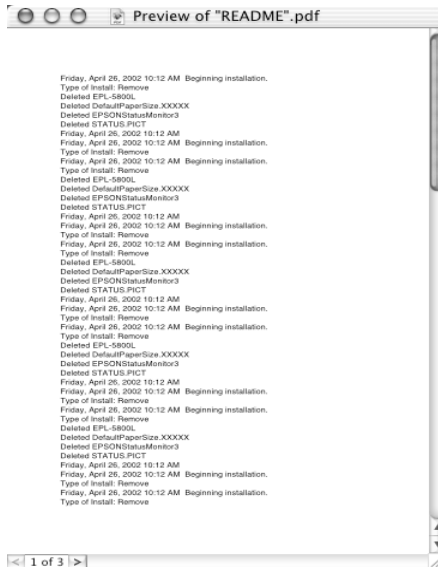 Preview of "README".pdf
Friday, April 26, 2002 10:12 AM  Beginning installation.
Type of Install: Remove
Deleted EPL-5800L
Deleted DefaultPaperSize.XXXXX
Deleted EPSONStatusMonitor3
Deleted STATUS.PICT
Friday, April 26, 2002 10:12 AM
Friday, April 26, 2002 10:12 AM  Beginning installation.
Type of Install: Remove
Friday, April 26, 2002 10:12 AM  Beginning installation.
Type of Install: Remove
Deleted EPL-5800L
Deleted DefaultPaperSize.XXXXX
Deleted EPSONStatusMonitor3
Deleted STATUS.PICT
Friday, April 26, 2002 10:12 AM
Friday, April 26, 2002 10:12 AM  Beginning installation.
Type of Install: Remove
Friday, April 26, 2002 10:12 AM  Beginning installation.
Type of Install: Remove
Deleted EPL-5800L
Deleted DefaultPaperSize.XXXXX
Deleted EPSONStatusMonitor3
Deleted STATUS.PICT
Friday, April 26, 2002 10:12 AM
Friday, April 26, 2002 10:12 AM  Beginning installation.
Type of Install: Remove
Friday, April 26, 2002 10:12 AM  Beginning installation.
Type of Install: Remove
Deleted EPL-5800L
Deleted DefaultPaperSize.XXXXX
Deleted EPSONStatusMonitor3
Deleted STATUS.PICT
Friday, April 26, 2002 10:12 AM
Friday, April 26, 2002 10:12 AM  Beginning installation.
Type of Install: Remove
Friday, April 26, 2002 10:12 AM  Beginning installation.
Type of Install: Remove
Deleted EPL-5800L
Deleted DefaultPaperSize.XXXXX
Deleted EPSONStatusMonitor3
Deleted STATUS.PICT
Friday, April 26, 2002 10:12 AM
Friday, April 26, 2002 10:12 AM  Beginning installation.
Type of Install: Remove
Friday, April 26, 2002 10:12 AM  Beginning installation.
Type of Install: Remove
1 of 3